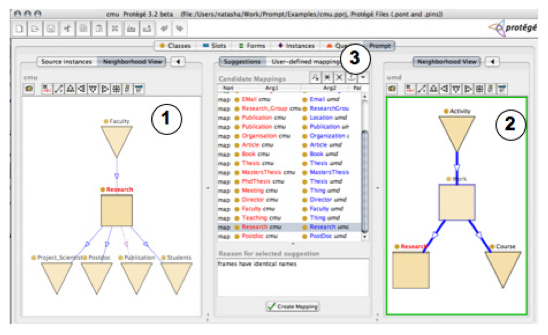 cmu Protégé 3.2 beta (file:/Users/natasha/Work/Prompt/Examples/cmu.pprj, Protégé Files (.pont and .pins))
protégé
Classes Slots Forms Instances Prompt
Source instances Neighborhood View
Suggestions User-defined mapping
3
Neighborhood View
cmu
Candidate Mappings
umd
Arg1 Arg2
map EMail cmu Email umd
map Research_Group cmu ResearchGrou
map Publication cmu Location umd
map Publication cmu Publication um
map Organisation cmu Organization
map Article cmu Article umd
map Book cmu Book umd
map Thesis cmu Thesis umd
map MastersThesis cmu MastersThesis
map PhdThesis cmu Thesis umd
map Meeting cmu Thing umd
map Director cmu Director umd
map Faculty cmu Faculty umd
map Teaching cmu Thing umd
map Research cmu Research umd
map Postdoc cmu PostDoc umd
Reason for selected suggestion
frames have identical names
Create Mapping
1
Faculty
Research
Project_Scientist Postdoc Publication Students
2
Activity
Work
Research Course